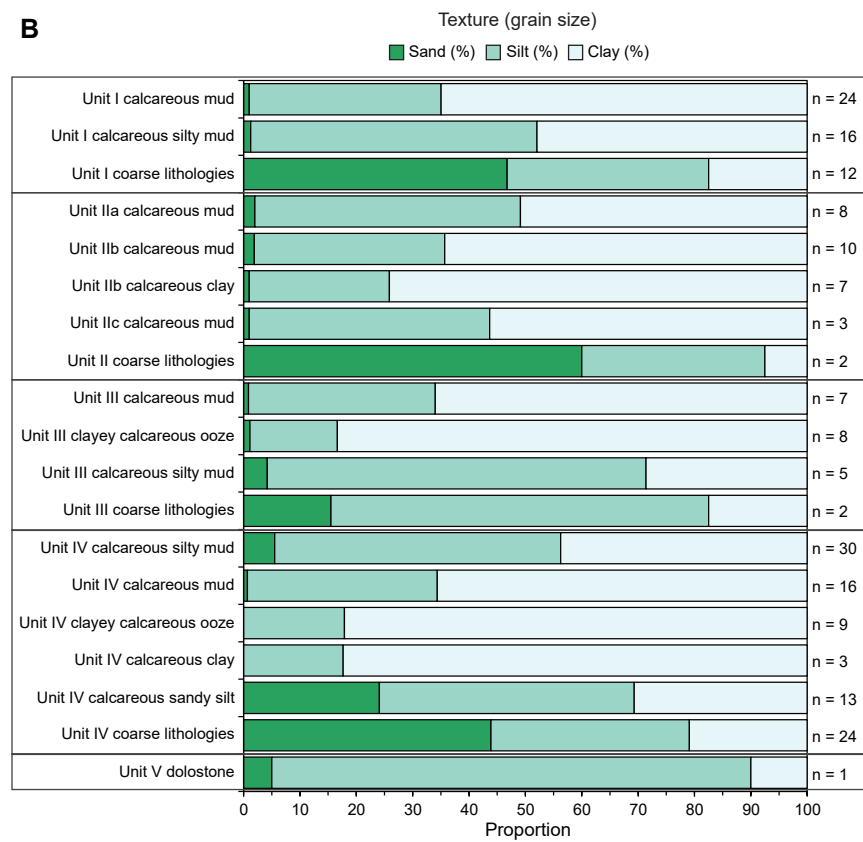 B
Texture (grain size)
Sand (%) Silt (%) Clay (%)
Unit I calcareous mud n = 24
Unit I calcareous silty mud n = 16
Unit I coarse lithologies n = 12
Unit IIa calcareous mud n = 8
Unit IIb calcareous mud n = 10
Unit IIb calcareous clay n = 7
Unit IIc calcareous mud n = 3
Unit II coarse lithologies n = 2
Unit III calcareous mud n = 7
Unit III clayey calcareous ooze n = 8
Unit III calcareous silty mud n = 5
Unit III coarse lithologies n = 2
Unit IV calcareous silty mud n = 30
Unit IV calcareous mud n = 16
Unit IV clayey calcareous ooze n = 9
Unit IV calcareous clay n = 3
Unit IV calcareous sandy silt n = 13
Unit IV coarse lithologies n = 24
Unit V dolostone n = 1
0 10 20 30 40 50 60 70 80 90 100
Proportion